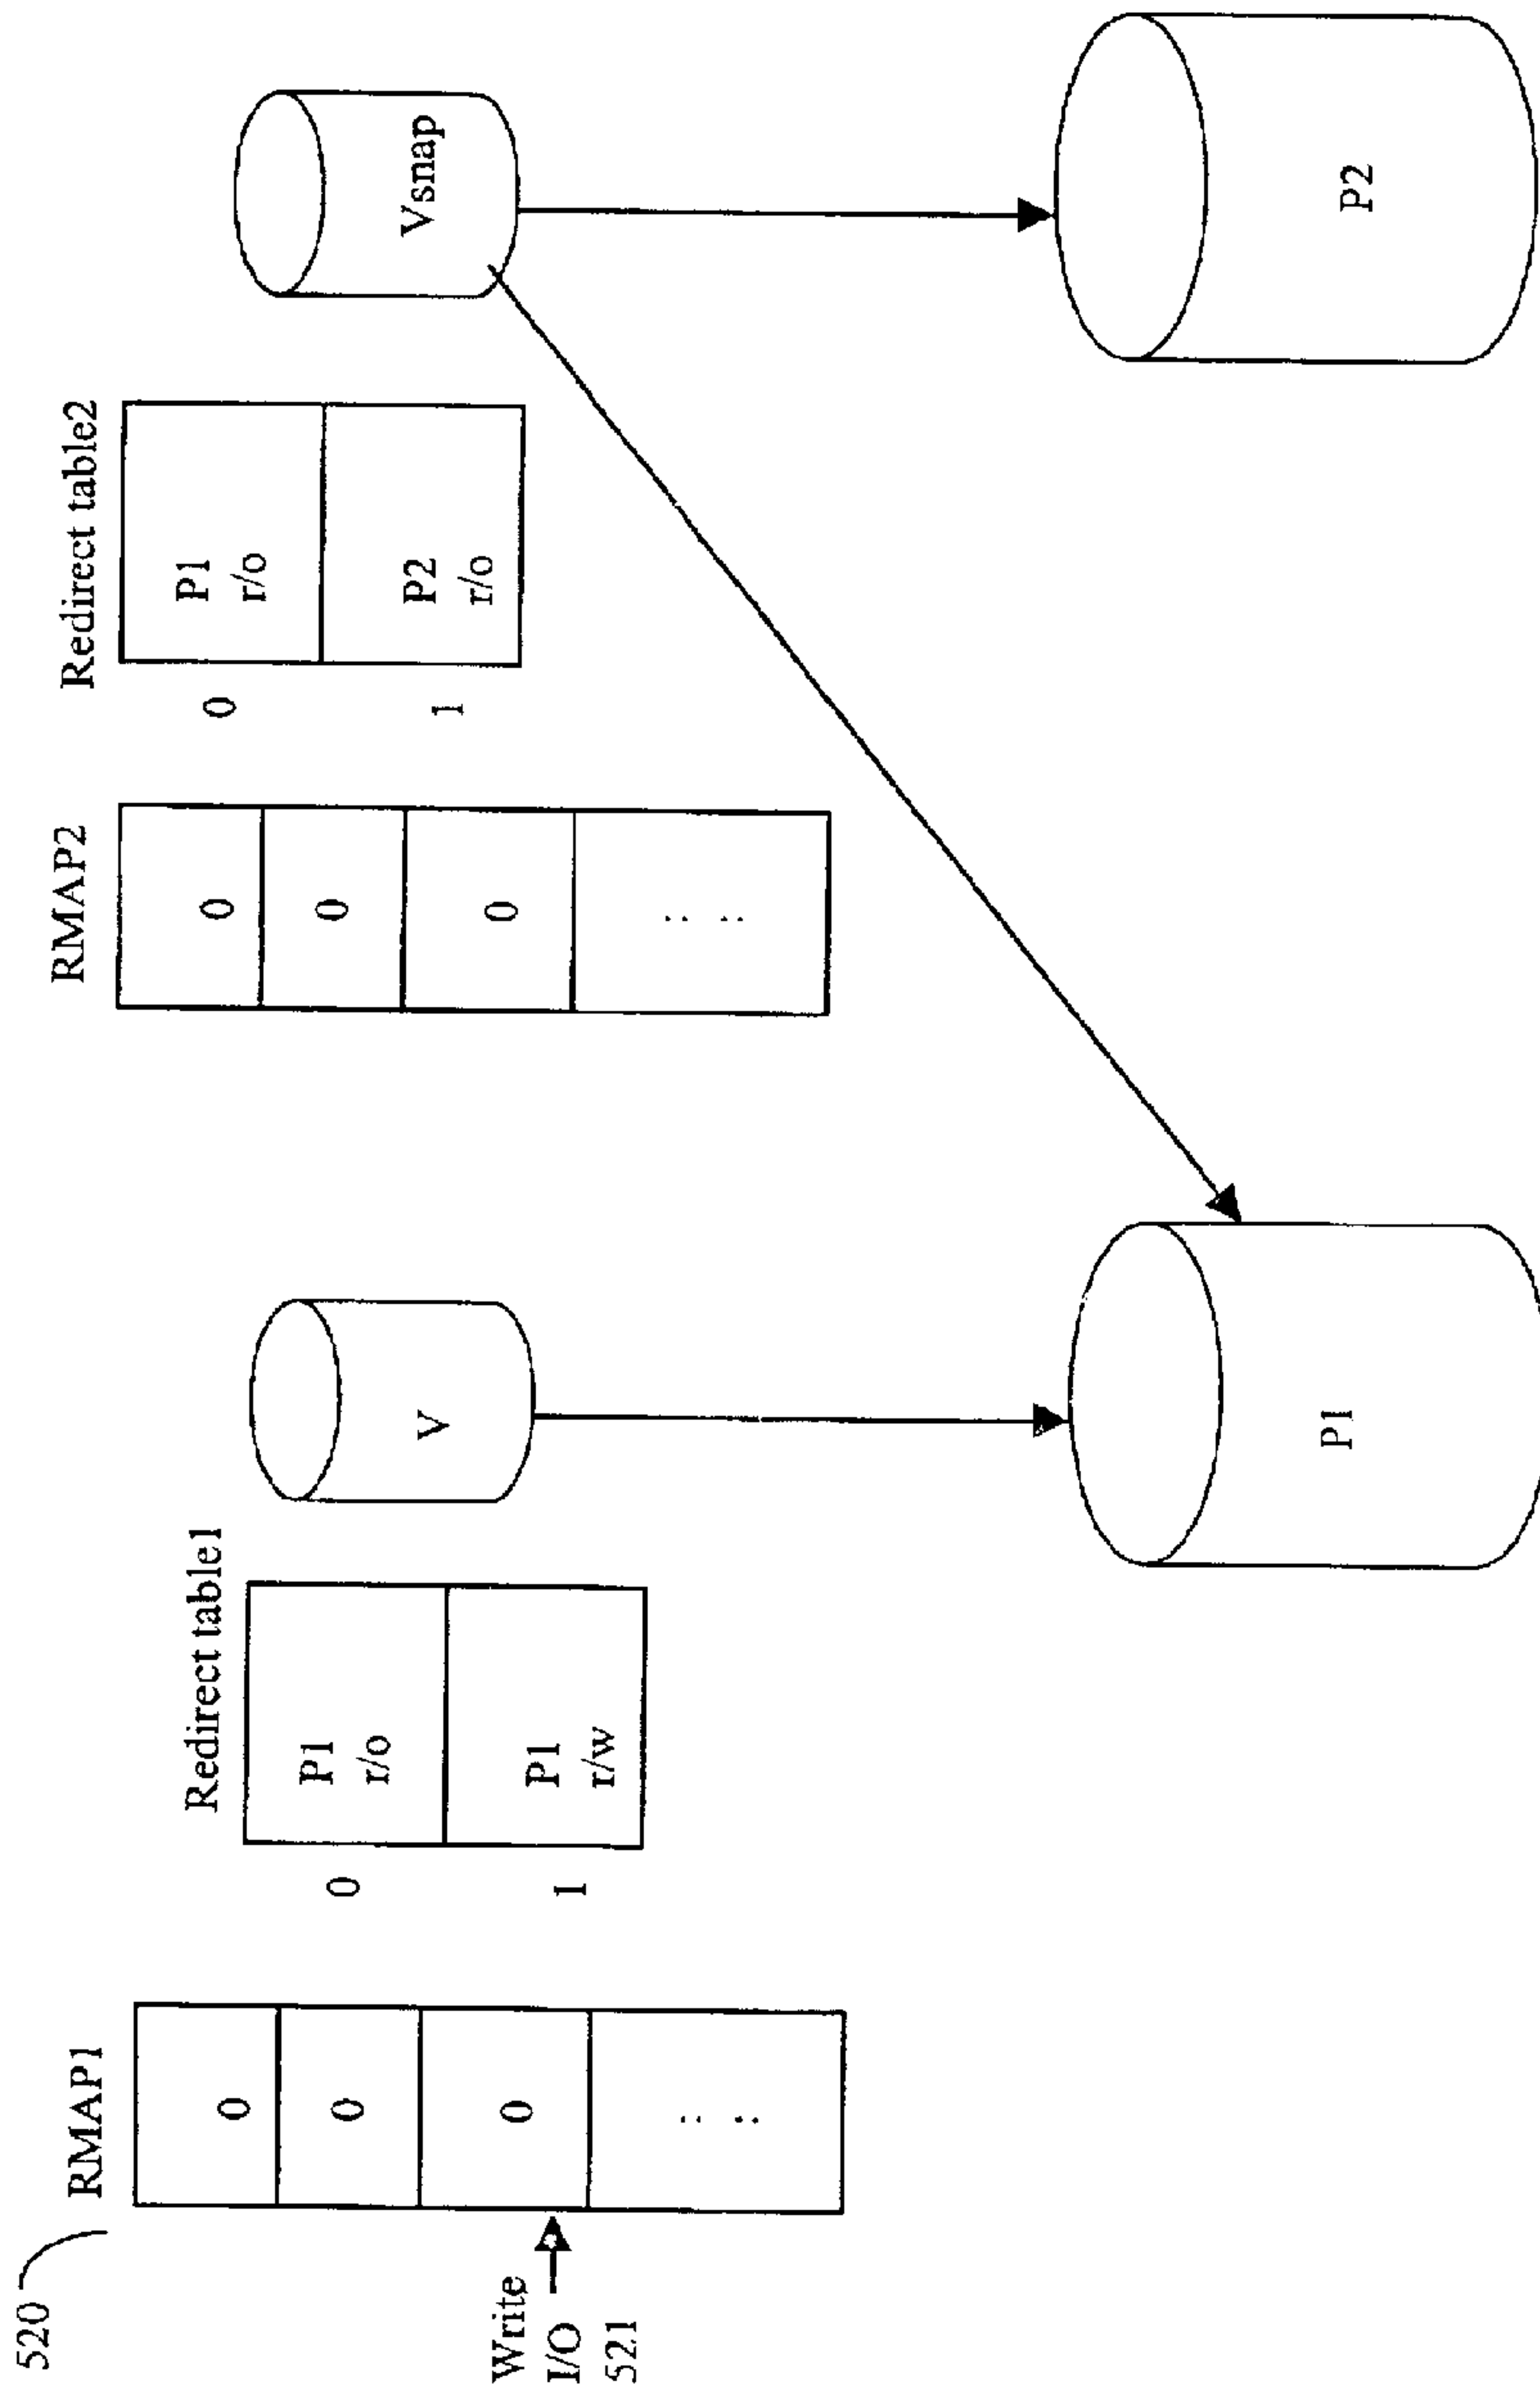 520
RMAP1
0
0
0
:
:
Write
I/O
521
Redirect table1
0
P1
r/o
1
P1
r/w
V
P1
RMAP2
0
0
0
:
:
Redirect table2
0
P1
r/o
1
P2
r/o
Vsnap
P2